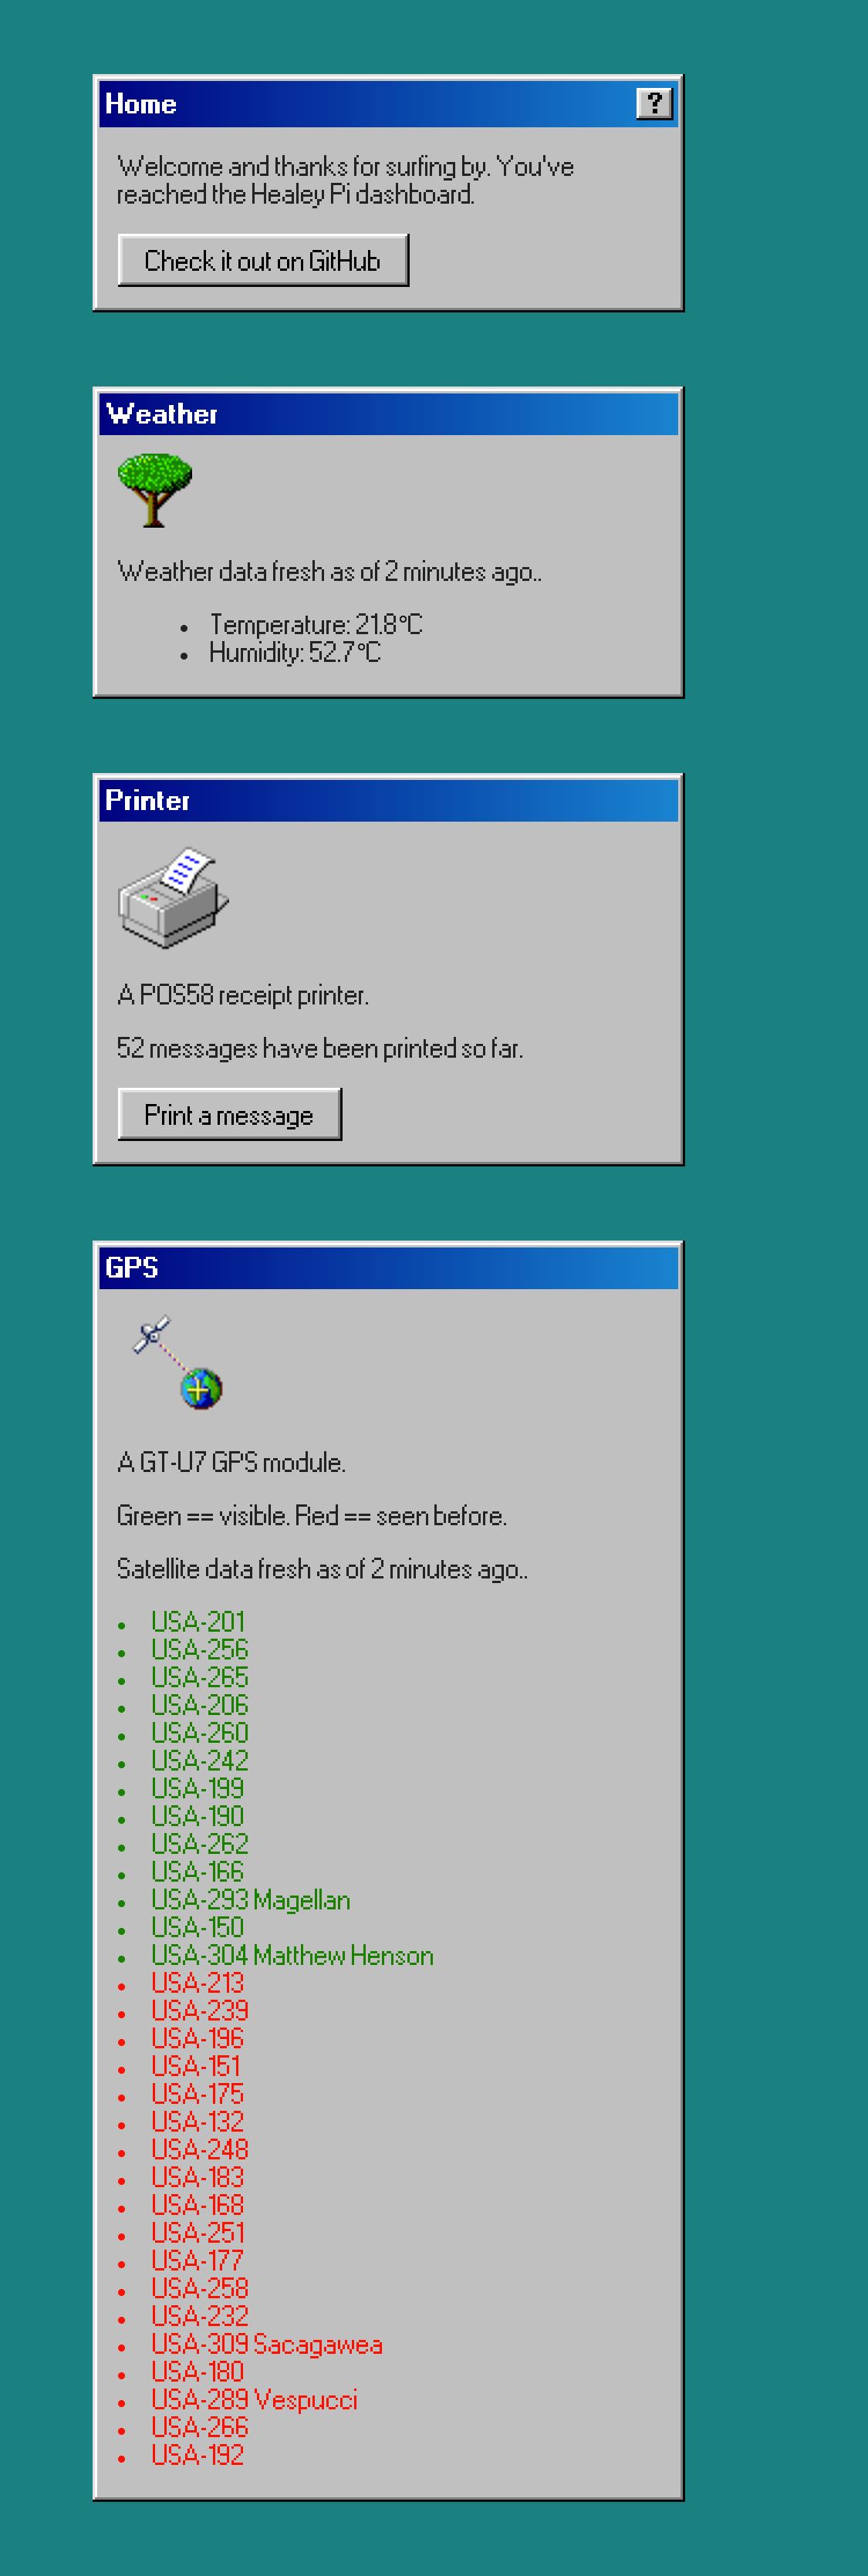 Home
?
Welcome and thanks for surfing by. You've
reached the Healey Pi dashboard.
Check it out on GitHub
Weather
Weather data fresh as of 2 minutes ago..
• Temperature: 21.8°C
• Humidity: 52.7°C
Printer
A POS58 receipt printer.
52 messages have been printed so far.
Print a message
GPS
A GT-U7 GPS module.
Green == visible. Red == seen before.
Satellite data fresh as of 2 minutes ago..
• USA-201
• USA-256
• USA-265
• USA-206
• USA-260
• USA-242
• USA-199
• USA-190
• USA-262
• USA-166
• USA-293 Magellan
• USA-150
• USA-304 Matthew Henson
• USA-213
• USA-239
• USA-196
• USA-151
• USA-175
• USA-132
• USA-248
• USA-183
• USA-168
• USA-251
• USA-177
• USA-258
• USA-232
• USA-309 Sacagawea
• USA-180
• USA-289 Vespucci
• USA-266
• USA-192